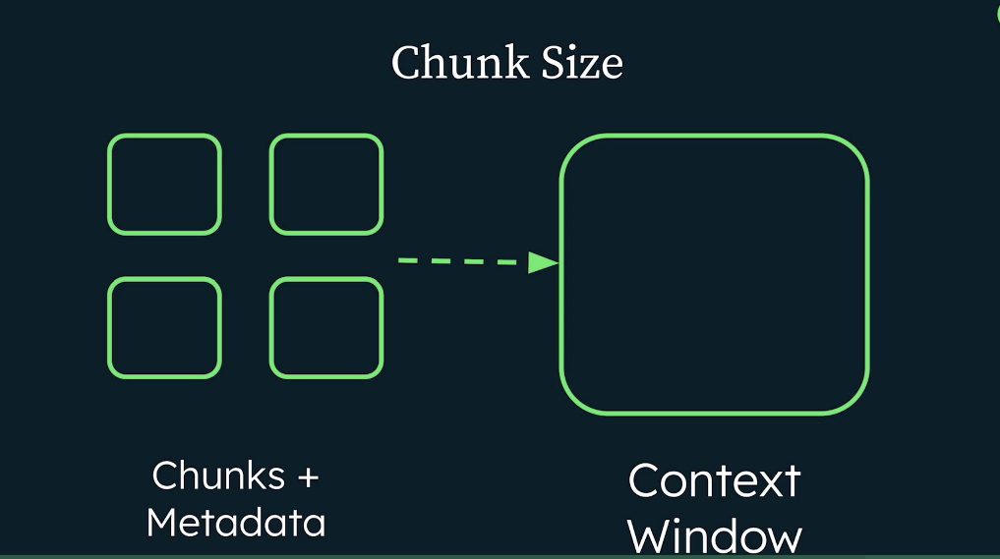 Chunk Size
Chunks +
Metadata
Context
Window